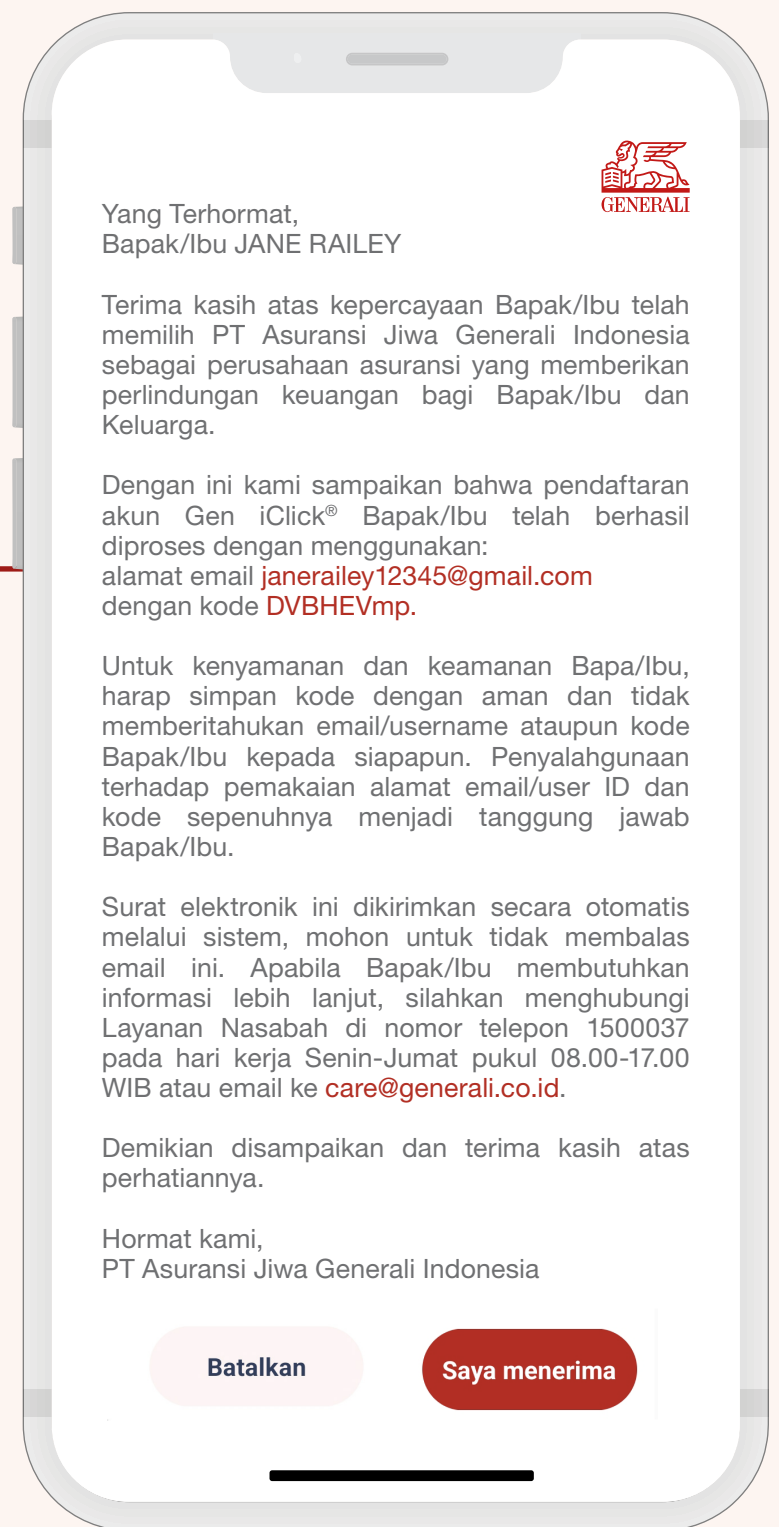 GENERALI
Yang Terhormat,
Bapak/Ibu JANE RAILEY
Terima kasih atas kepercayaan Bapak/Ibu telah
memilih PT Asuransi Jiwa Generali Indonesia
sebagai perusahaan asuransi yang memberikan
perlindungan keuangan bagi Bapak/Ibu dan
Keluarga.
Dengan ini kami sampaikan bahwa pendaftaran
akun Gen iClick® Bapak/Ibu telah berhasil
diproses dengan menggunakan:
alamat email janerailey12345@gmail.com
dengan kode DVBHEVmp.
Untuk kenyamanan dan keamanan Bapa/Ibu,
harap simpan kode dengan aman dan tidak
memberitahukan email/username ataupun kode
Bapak/Ibu kepada siapapun. Penyalahgunaan
terhadap pemakaian alamat email/user ID dan
kode sepenuhnya menjadi tanggung jawab
Bapak/Ibu.
Surat elektronik ini dikirimkan secara otomatis
melalui sistem, mohon untuk tidak membalas
email ini. Apabila Bapak/Ibu membutuhkan
informasi lebih lanjut, silahkan menghubungi
Layanan Nasabah di nomor telepon 1500037
pada hari kerja Senin-Jumat pukul 08.00-17.00
WIB atau email ke care@generali.co.id.
Demikian disampaikan dan terima kasih atas
perhatiannya.
Hormat kami,
PT Asuransi Jiwa Generali Indonesia
Batalkan
Saya menerima